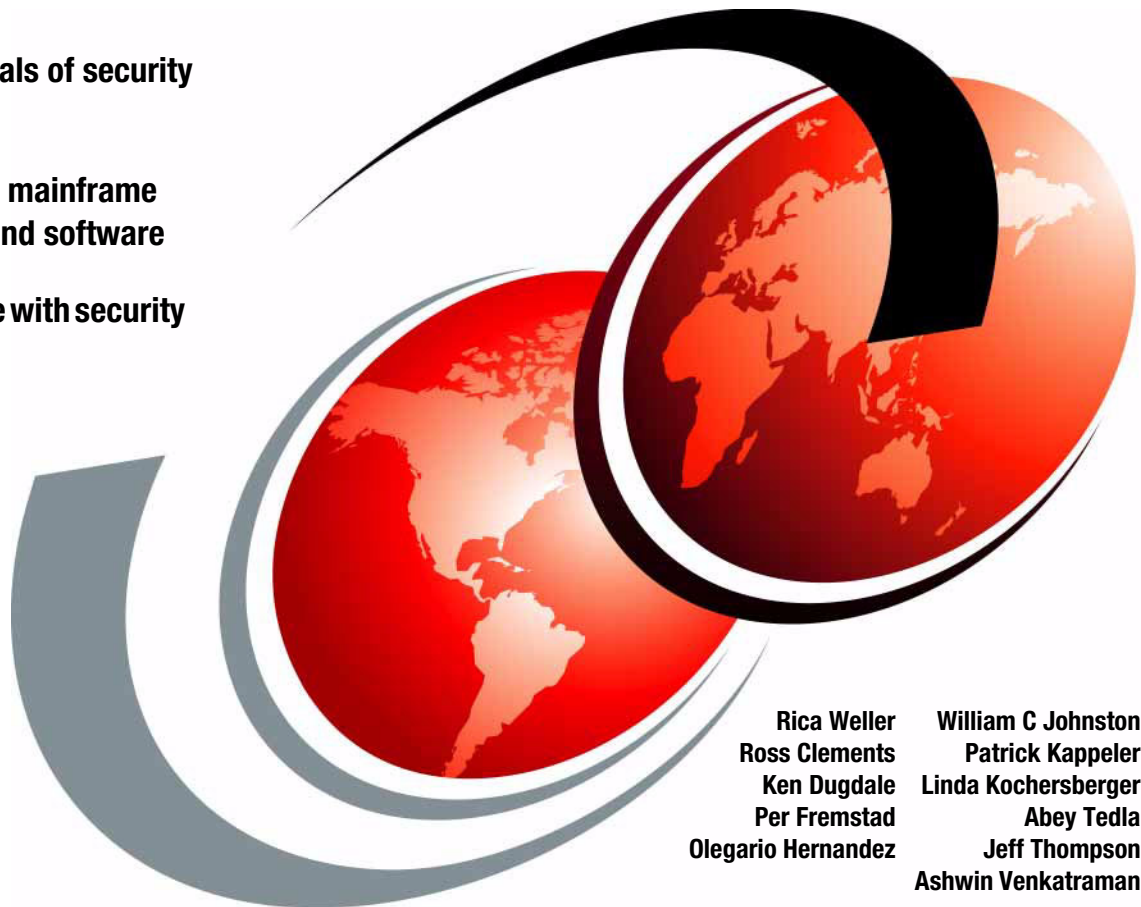 als of security
mainframe
nd software
e with security
Rica Weller
Ross Clements
Ken Dugdale
Per Fremstad
Olegario Hernandez
William C Johnston
Patrick Kappeler
Linda Kochersberger
Abey Tedla
Jeff Thompson
Ashwin Venkatraman